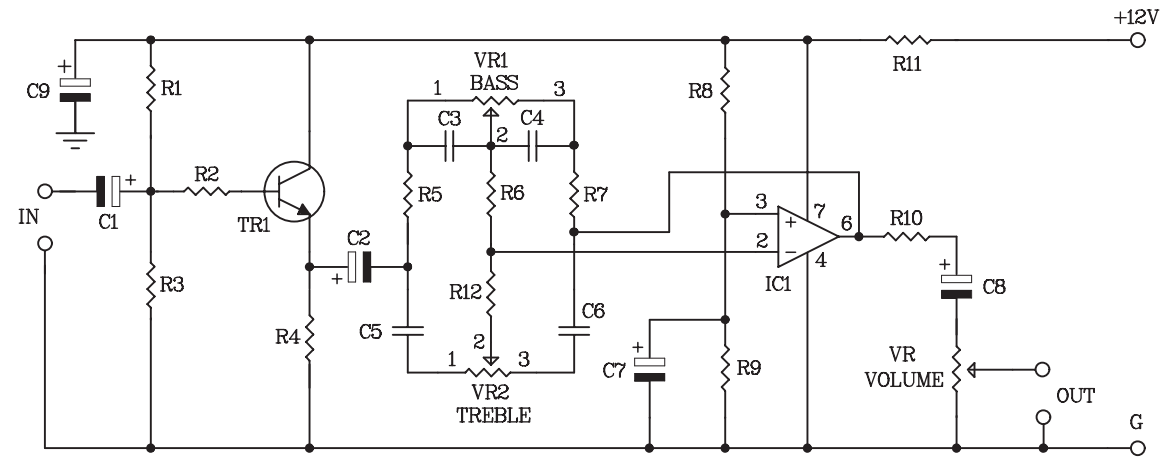 +12V
VR1
BASS
R11
+
C9
R1
1
3
R8
C3
C4
2
R2
R5
R6
R7
3
+
7
6
R10
IN
+
C1
TR1
2
−
4
IC1
C2
+
R3
R12
+
C8
R4
C5
2
C6
1
3
+
C7
R9
VR
VOLUME
VR2
TREBLE
OUT
G